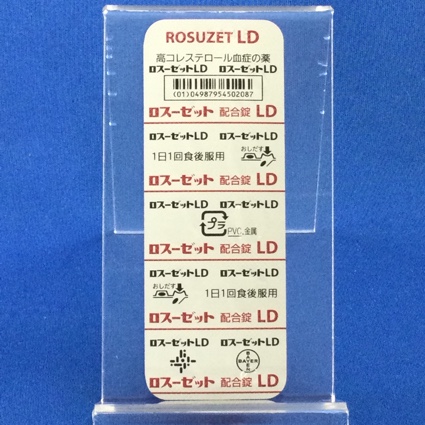 ROSUZET LD
高コレステロール血症の薬
ロスーゼットLD ロスーゼットLD
(01)04987954502087
ロスーゼット 配合錠 LD
ロスーゼットLD ロスーゼットLD
おしだす
1日1回食後服用
ロスーゼット 配合錠 LD
ロスーゼットLD ロスーゼットLD
プラ
PVC,金属
ロスーゼット 配合錠 LD
ロスーゼットLD ロスーゼットLD
おしだす
1日1回食後服用
ロスーゼット 配合錠 LD
ロスーゼットLD ロスーゼットLD
BAYER
BAYER
ロスーゼット 配合錠 LD